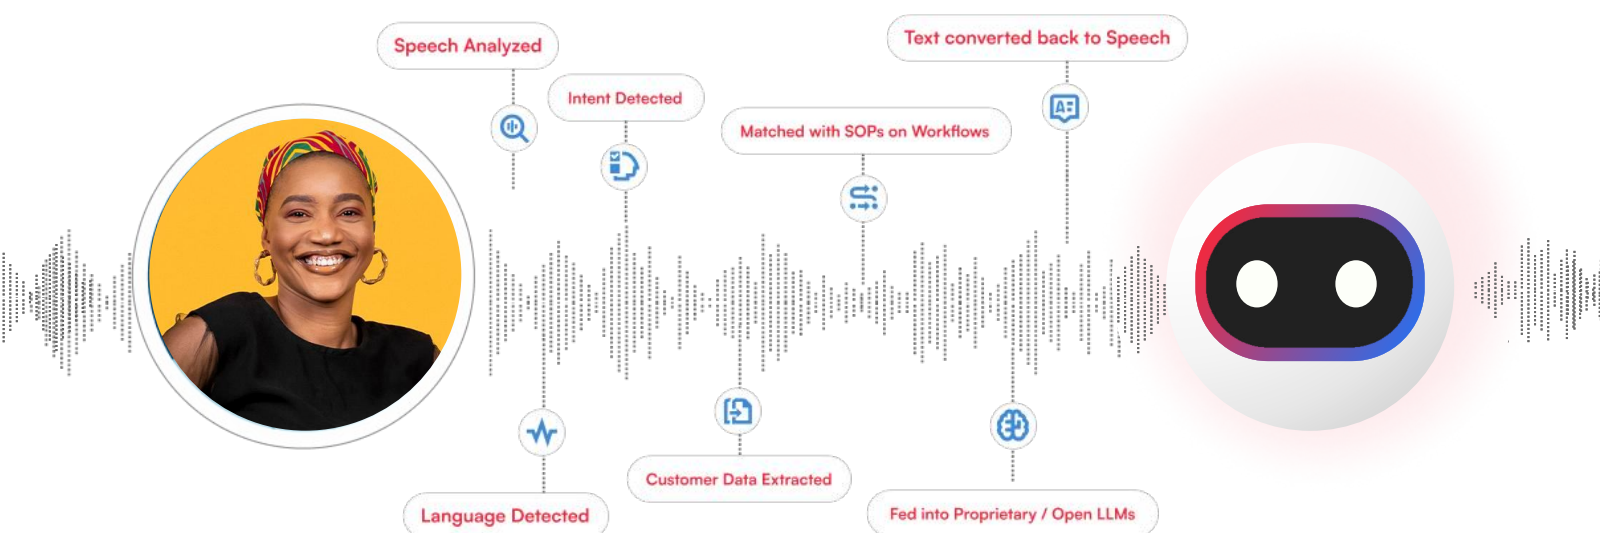 Speech Analyzed
Language Detected
Intent Detected
Customer Data Extracted
Matched with SOPs on Workflows
Fed into Proprietary / Open LLMs
Text converted back to Speech
A